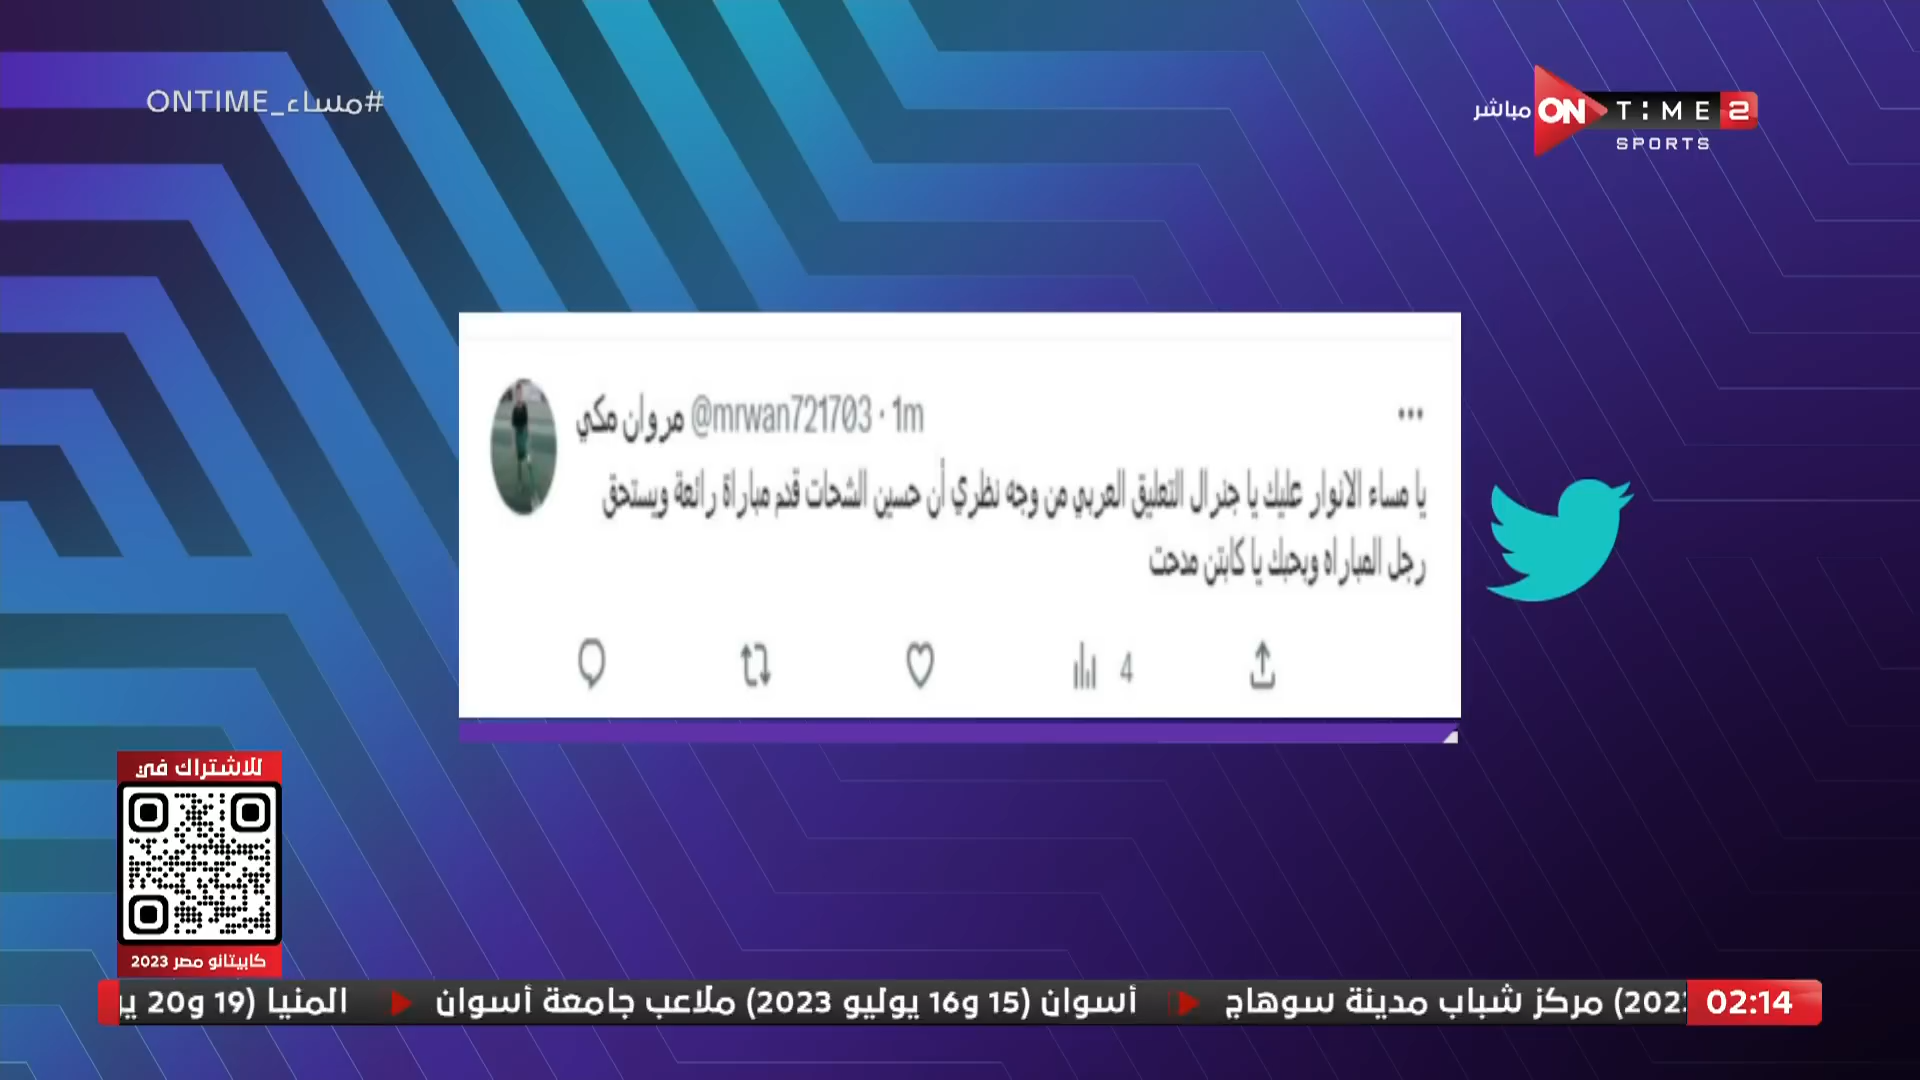 #مساء_ONTIME
مباشر ON TIME 2
SPORTS
مروان مكي @mrwan721703 · 1m
يا مساء الانوار عليك يا جنرال التعليق العربي من وجه نظري أن حسين الشحات قدم مباراة رائعة ويستحق
رجل المباراه وبحبك يا كابتن مدحت
4
للاشتراك في
كابيتانو مصر 2023
2023) مركز شباب مدينة سوهاج أسوان (15 و16 يوليو 2023) ملاعب جامعة أسوان المنيا (19 و20
02:14